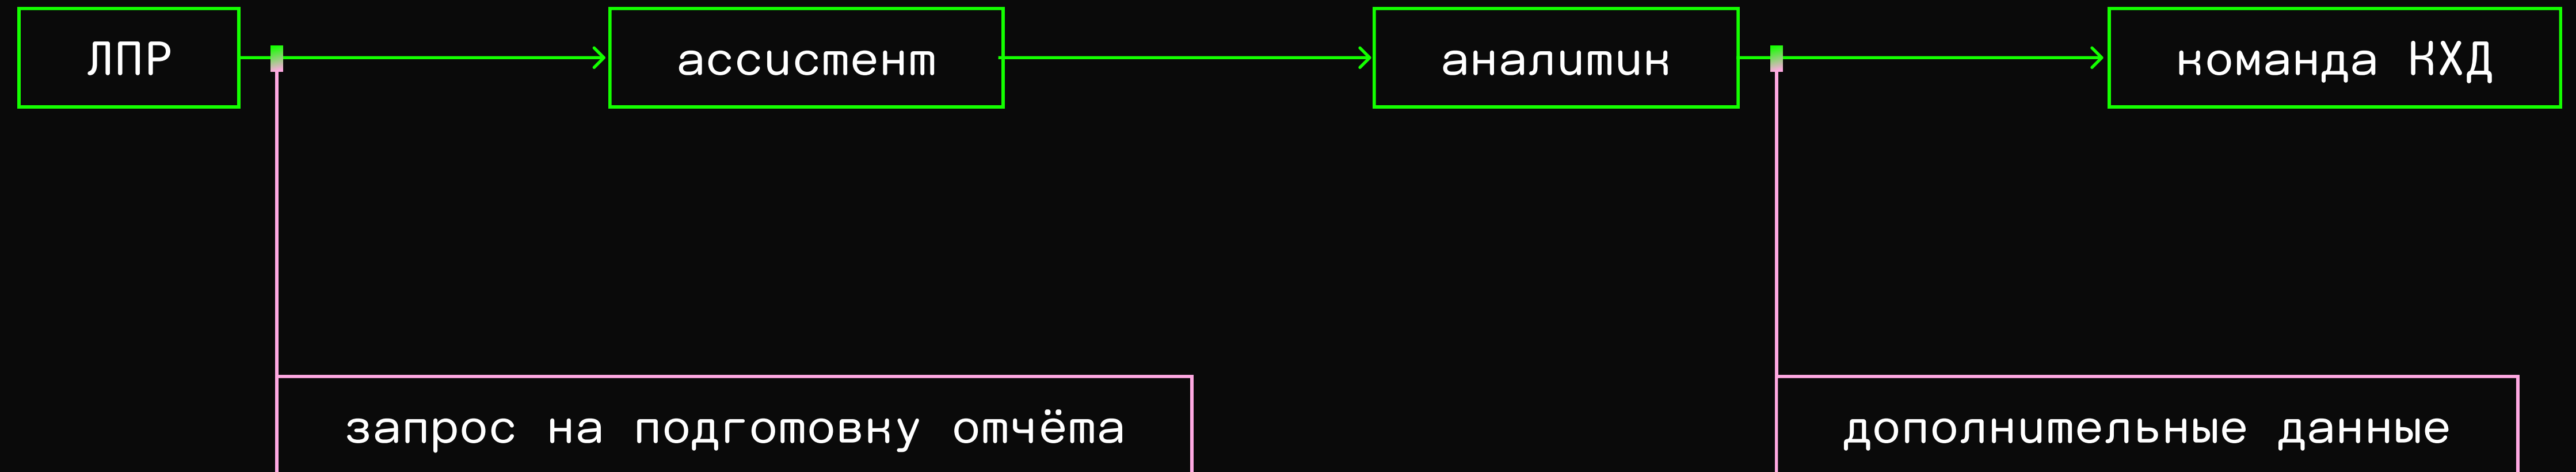 ЛПР
ассистент
аналитик
команда КХД
запрос на подготовку отчёта
дополнительные данные